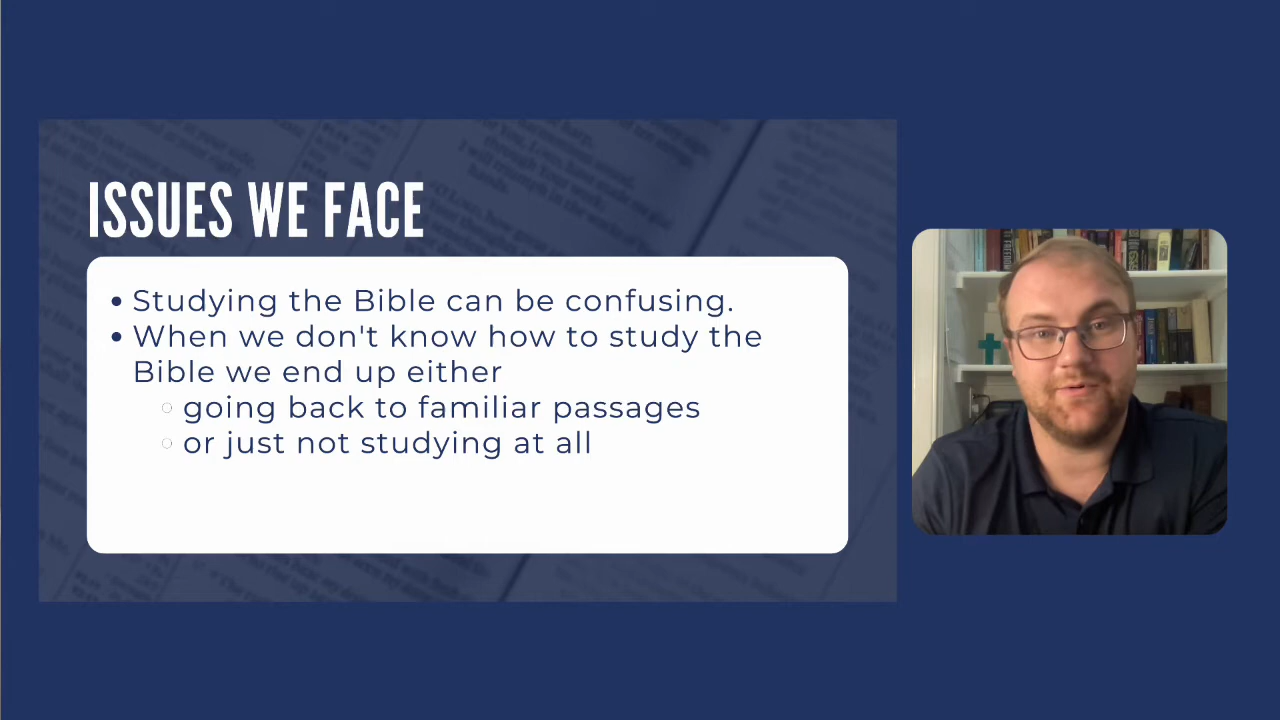 ISSUES WE FACE
• Studying the Bible can be confusing.
• When we don't know how to study the
Bible we end up either
○ going back to familiar passages
○ or just not studying at all